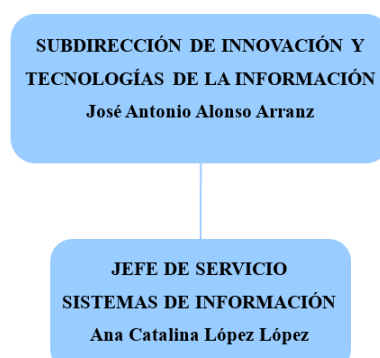 SUBDIRECCIÓN DE INNOVACIÓN Y
TECNOLOGÍAS DE LA INFORMACIÓN
José Antonio Alonso Arranz
JEFE DE SERVICIO
SISTEMAS DE INFORMACIÓN
Ana Catalina López López